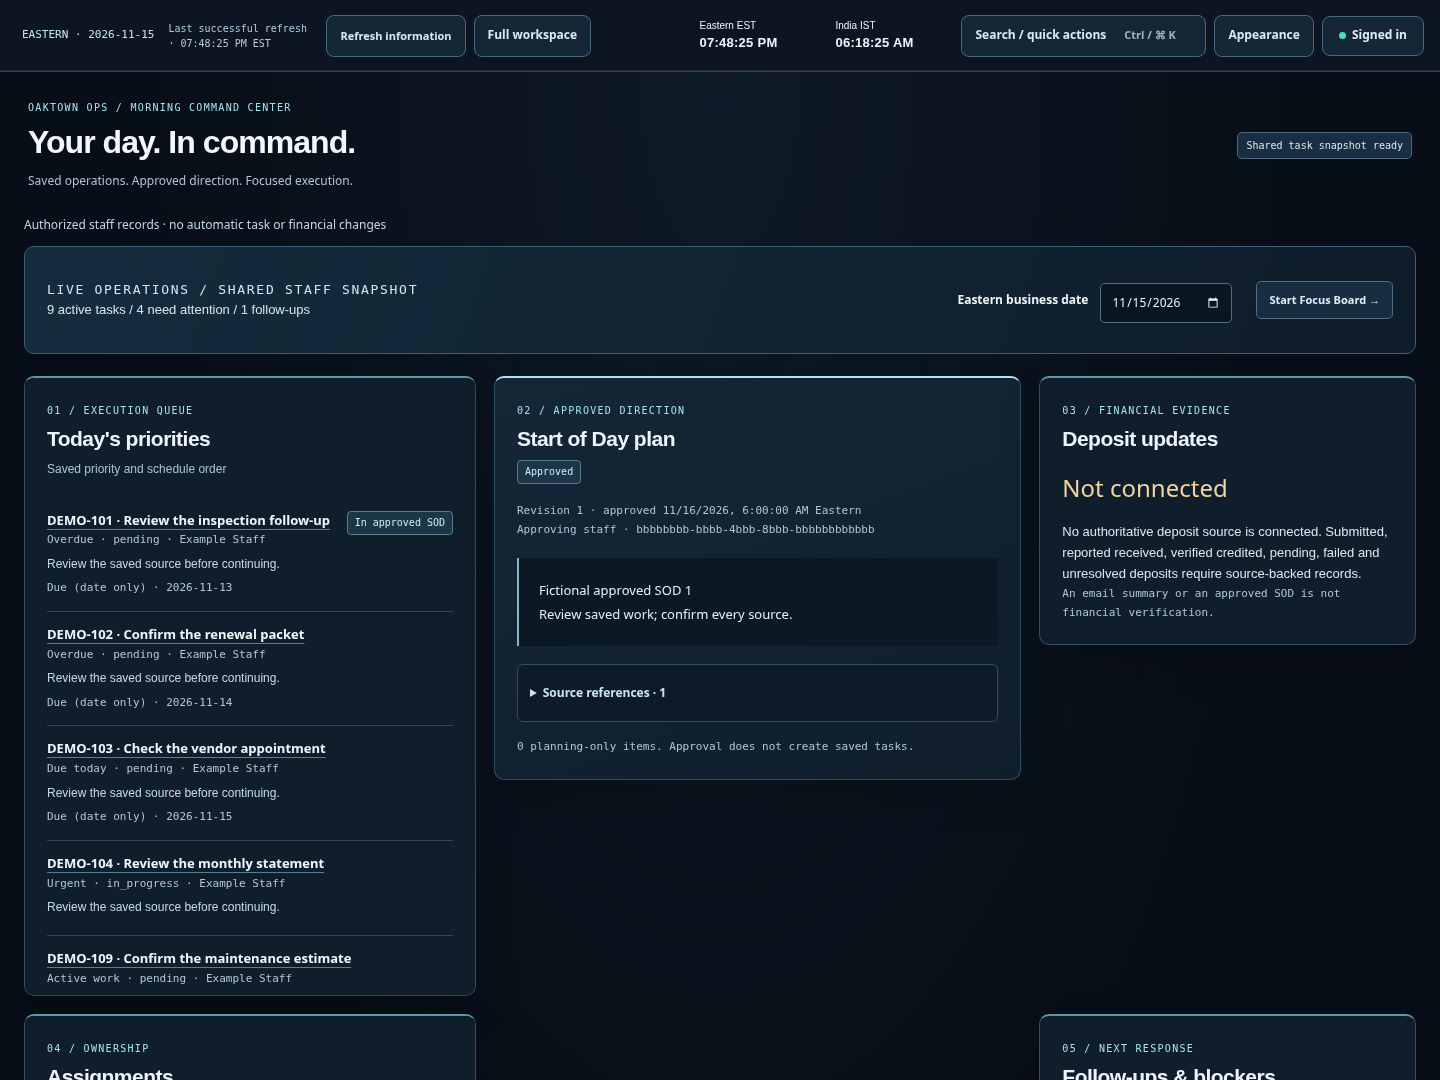 EASTERN · 2026-11-15
Last successful refresh
· 07:48:25 PM EST
Refresh information
Full workspace
Eastern EST
07:48:25 PM
India IST
06:18:25 AM
Search / quick actions Ctrl / ⌘ K
Appearance
Signed in
OAKTOWN OPS / MORNING COMMAND CENTER
Your day. In command.
Saved operations. Approved direction. Focused execution.
Shared task snapshot ready
Authorized staff records · no automatic task or financial changes
LIVE OPERATIONS / SHARED STAFF SNAPSHOT
9 active tasks / 4 need attention / 1 follow-ups
Eastern business date
11/15/2026
Start Focus Board →
01 / EXECUTION QUEUE
Today's priorities
Saved priority and schedule order
DEMO-101 · Review the inspection follow-up
In approved SOD
Overdue · pending · Example Staff
Review the saved source before continuing.
Due (date only) · 2026-11-13
DEMO-102 · Confirm the renewal packet
Overdue · pending · Example Staff
Review the saved source before continuing.
Due (date only) · 2026-11-14
DEMO-103 · Check the vendor appointment
Due today · pending · Example Staff
Review the saved source before continuing.
Due (date only) · 2026-11-15
DEMO-104 · Review the monthly statement
Urgent · in_progress · Example Staff
Review the saved source before continuing.
DEMO-109 · Confirm the maintenance estimate
Active work · pending · Example Staff
02 / APPROVED DIRECTION
Start of Day plan
Approved
Revision 1 · approved 11/16/2026, 6:00:00 AM Eastern
Approving staff · bbbbbbbb-bbbb-4bbb-8bbb-bbbbbbbbbbbb
Fictional approved SOD 1
Review saved work; confirm every source.
Source references · 1
0 planning-only items. Approval does not create saved tasks.
03 / FINANCIAL EVIDENCE
Deposit updates
Not connected
No authoritative deposit source is connected. Submitted,
reported received, verified credited, pending, failed and
unresolved deposits require source-backed records.
An email summary or an approved SOD is not
financial verification.
04 / OWNERSHIP
Assignments
05 / NEXT RESPONSE
Follow-ups & blockers